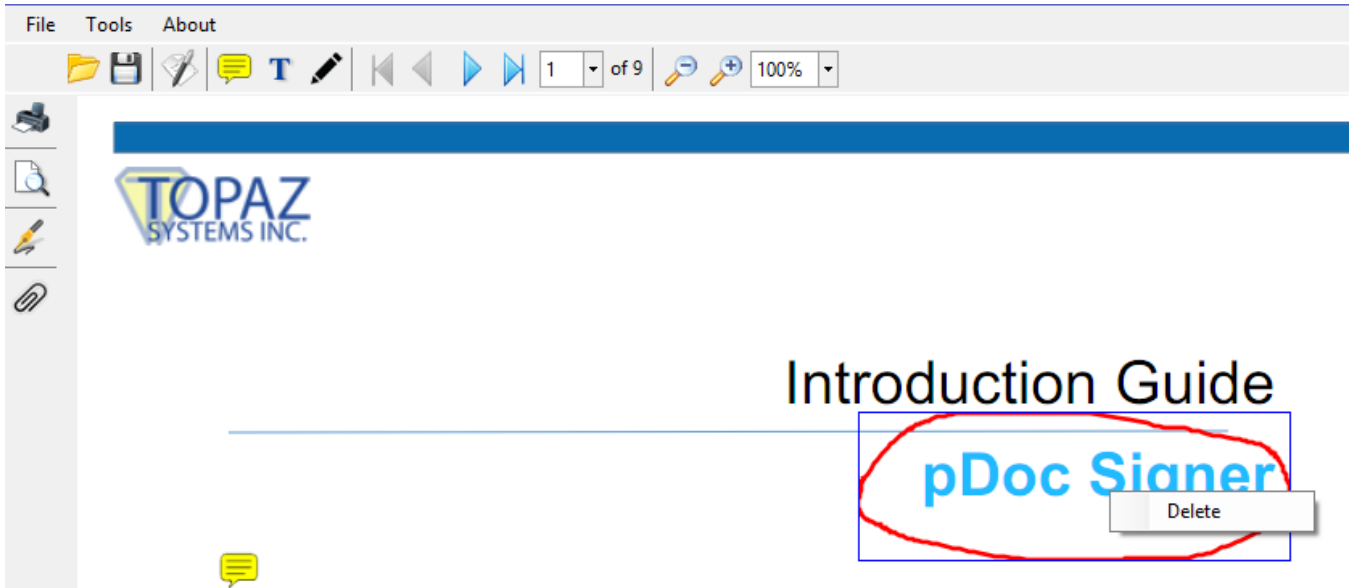 File Tools About
T 1 of 9 100%
TOPAZ
SYSTEMS INC.
Introduction Guide
pDoc Signer
Delete